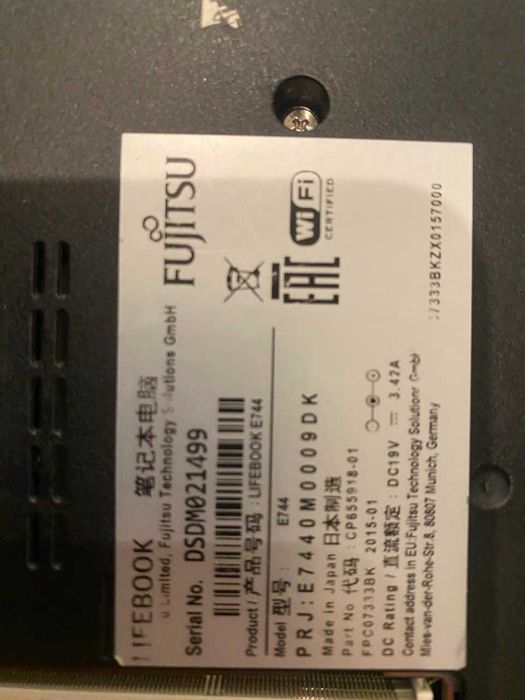 LIFEBOOK 笔记本电脑
FUJITSU
Limited, Fujitsu Technology Solutions GmbH
Serial No. DSDM021499
Product / 产品号码 : LIFEBOOK E744
Model 型号 : E744
PRJ: E7440M0009DK
Made in Japan 日本制造
Part No 代码 : CP655918-01
FPC07333BK 2015-01
DC Rating / 直流额定 : DC19V ⎓ 3.42A
Contact address in EU:Fujitsu Technology Solutions GmbH
Mies-van-der-Rohe-Str.8, 80807 Munich, Germany
EAC
Wi Fi
CERTIFIED
7333BKZX0157000